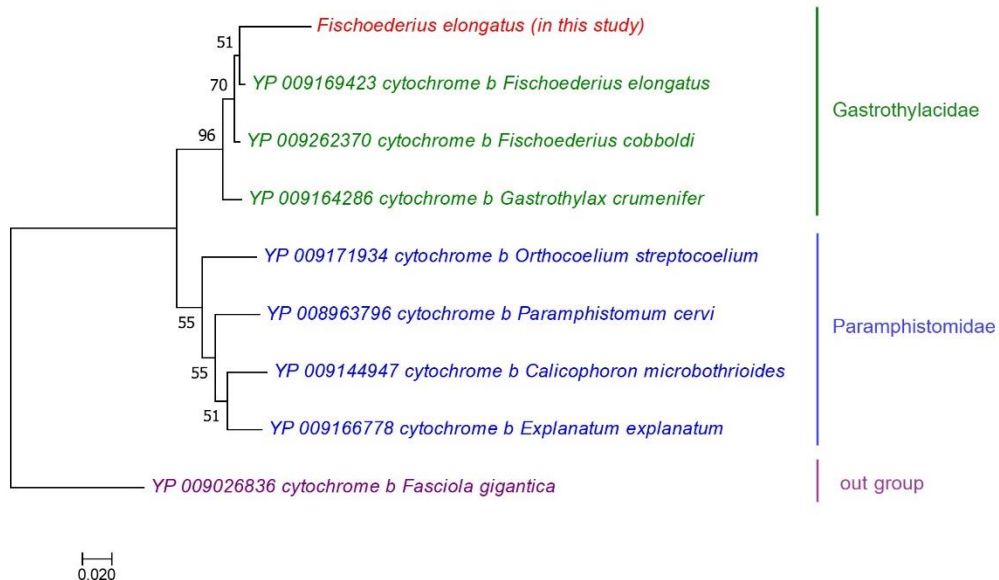 Fischoederius elongatus (in this study)
51
YP 009169423 cytochrome b Fischoederius elongatus
70
Gastrothylacidae
96
YP 009262370 cytochrome b Fischoederius cobboldi
YP 009164286 cytochrome b Gastrothylax crumenifer
YP 009171934 cytochrome b Orthocoelium streptocoelium
55
YP 008963796 cytochrome b Paramphistomum cervi
Paramphistomidae
55
YP 009144947 cytochrome b Calicophoron microbothrioides
51
YP 009166778 cytochrome b Explanatum explanatum
YP 009026836 cytochrome b Fasciola gigantica
out group
0.020